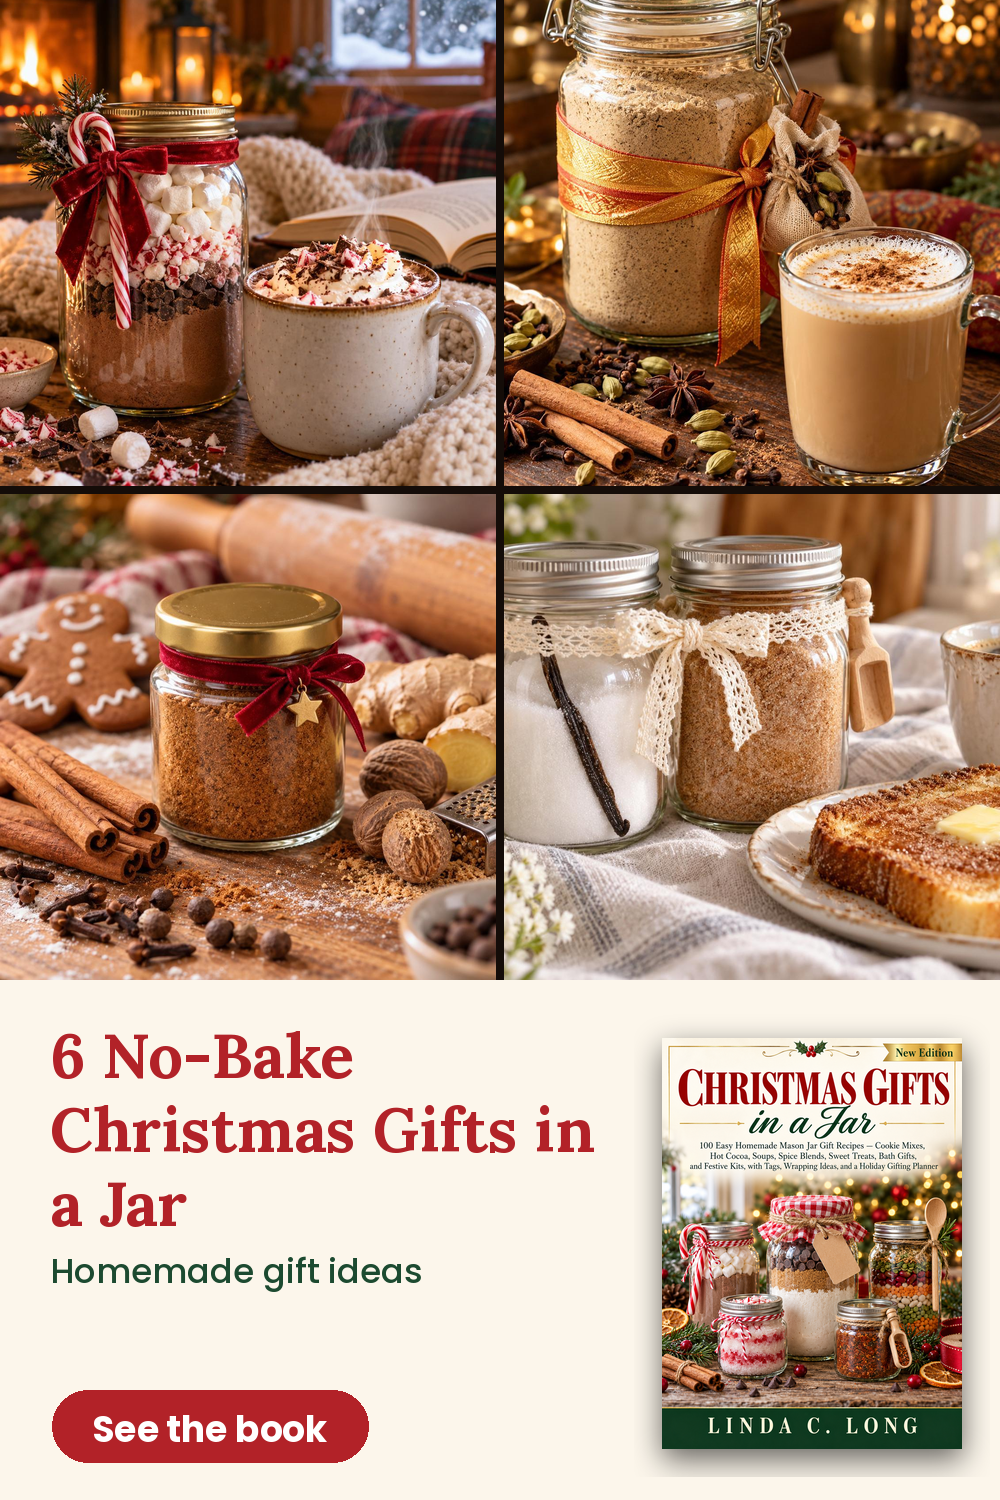 6 No-Bake
Christmas Gifts in
a Jar
Homemade gift ideas
See the book
New Edition
CHRISTMAS GIFTS
in a Jar
100 Easy Homemade Mason Jar Gift Recipes — Cookie Mixes,
Hot Cocoa, Soups, Spice Blends, Sweet Treats, Bath Gifts,
and Festive Kits, with Tags, Wrapping Ideas, and a Holiday Gifting Planner
LINDA C. LONG